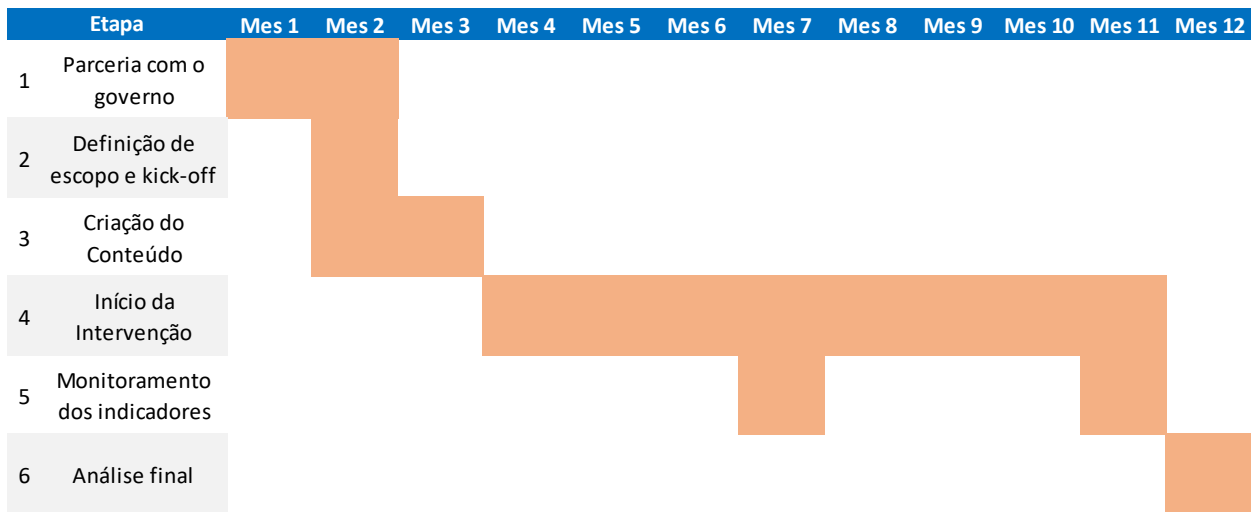 Etapa Mes 1 Mes 2 Mes 3 Mes 4 Mes 5 Mes 6 Mes 7 Mes 8 Mes 9 Mes 10 Mes 11 Mes 12
1 Parceria com o
governo
2 Definição de
escopo e kick-off
3 Criação do
Conteúdo
4 Início da
Intervenção
5 Monitoramento
dos indicadores
6 Análise final